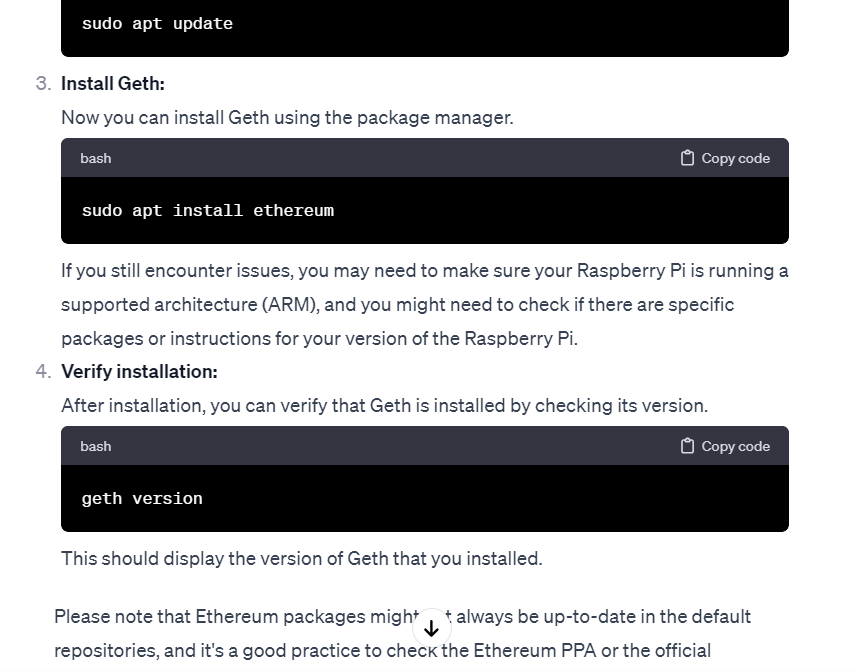 sudo apt update
3. Install Geth:
Now you can install Geth using the package manager.
bash Copy code
sudo apt install ethereum
If you still encounter issues, you may need to make sure your Raspberry Pi is running a
supported architecture (ARM), and you might need to check if there are specific
packages or instructions for your version of the Raspberry Pi.
4. Verify installation:
After installation, you can verify that Geth is installed by checking its version.
bash Copy code
geth version
This should display the version of Geth that you installed.
Please note that Ethereum packages might always be up-to-date in the default
repositories, and it's a good practice to check the Ethereum PPA or the official